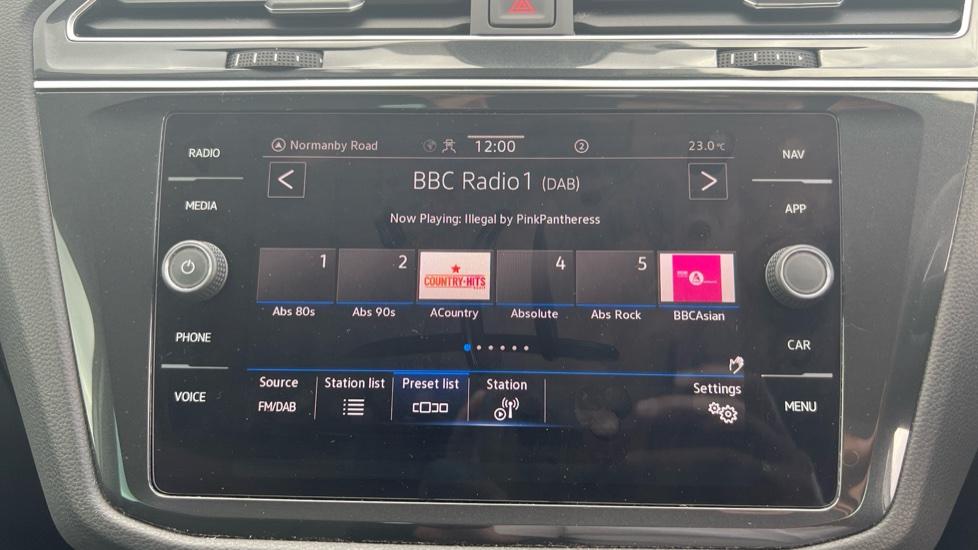 RADIO
MEDIA
PHONE
VOICE
Normanby Road 12:00 2 23.0°C
BBC Radio1 (DAB)
Now Playing: Illegal by PinkPantheress
1 2 COUNTRY★HITS 4 5
Abs 80s Abs 90s ACountry Absolute Abs Rock BBCAsian
Source Station list Preset list Station Settings
FM/DAB
NAV
APP
CAR
MENU